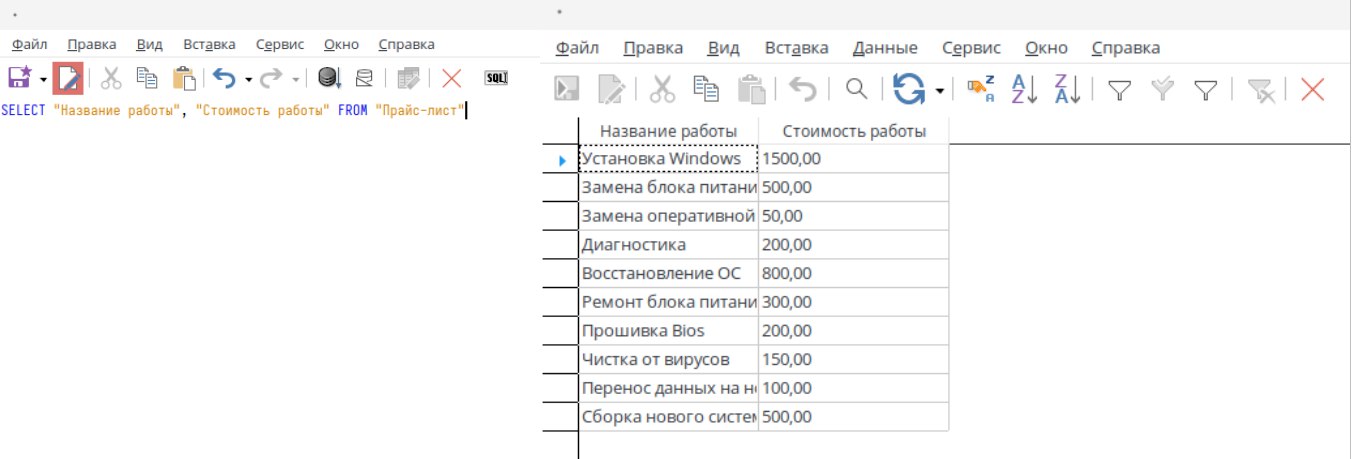 Файл Правка Вид Вставка Сервис Окно Справка
SQL
SELECT "Название работы", "Стоимость работы" FROM "Прайс-лист"
Файл Правка Вид Вставка Данные Сервис Окно Справка
Название работы Стоимость работы
Установка Windows 1500,00
Замена блока питани 500,00
Замена оперативной 50,00
Диагностика 200,00
Восстановление ОС 800,00
Ремонт блока питани 300,00
Прошивка Bios 200,00
Чистка от вирусов 150,00
Перенос данных на н 100,00
Сборка нового систем 500,00